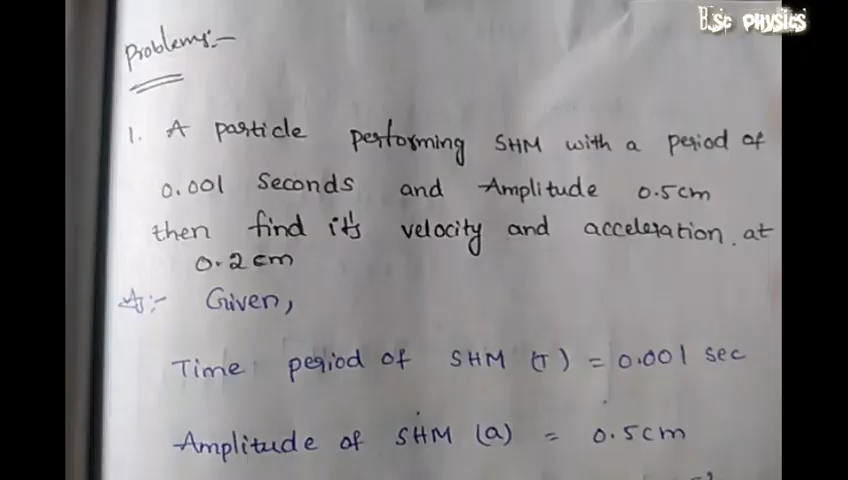 B.sc PHYSICS
Problems:-
1. A particle performing SHM with a period of
0.001 Seconds and Amplitude 0.5cm
then find it's velocity and acceleration. at
0.2cm
A:- Given,
Time period of SHM (T) = 0.001 sec
Amplitude of SHM (a) = 0.5cm